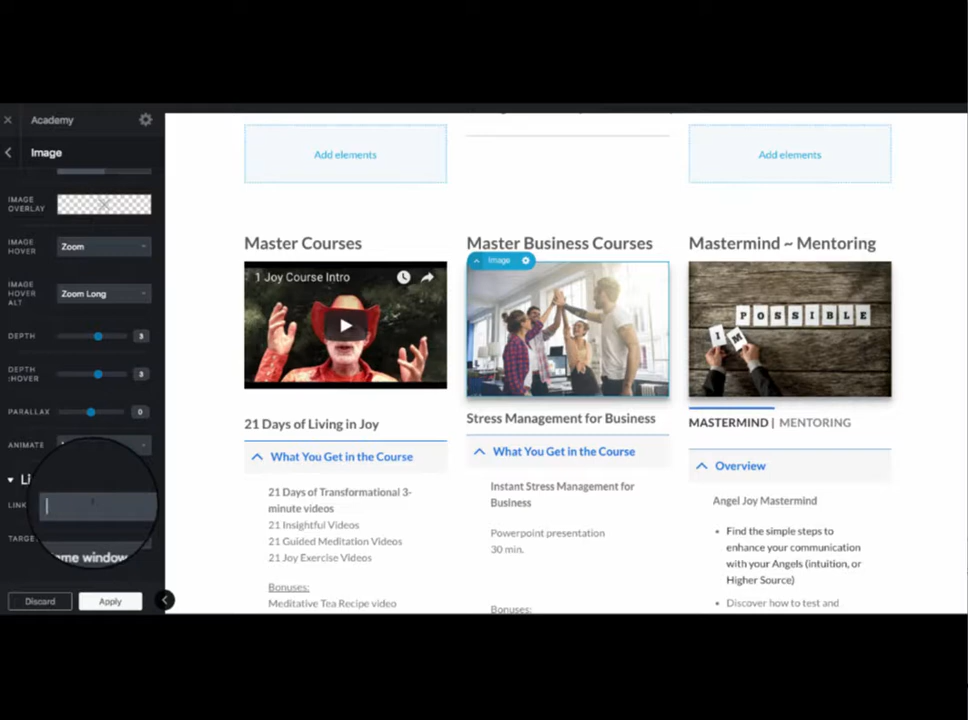 Academy
Image
IMAGE
OVERLAY
IMAGE
HOVER
Zoom
IMAGE
HOVER
ALT
Zoom Long
DEPTH
3
DEPTH
:HOVER
3
PARALLAX
0
ANIMATE
Li
LINK
TARGE
ame window
Discard
Apply
Add elements
Add elements
Master Courses
1 Joy Course Intro
21 Days of Living in Joy
What You Get in the Course
21 Days of Transformational 3-
minute videos
21 Insightful Videos
21 Guided Meditation Videos
21 Joy Exercise Videos
Bonuses:
Meditative Tea Recipe video
Master Business Courses
Image
Stress Management for Business
What You Get in the Course
Instant Stress Management for
Business
Powerpoint presentation
30 min.
Bonuses:
Mastermind ~ Mentoring
POSSIBLE
I M
MASTERMIND | MENTORING
Overview
Angel Joy Mastermind
• Find the simple steps to
enhance your communication
with your Angels (intuition, or
Higher Source)
• Discover how to test and